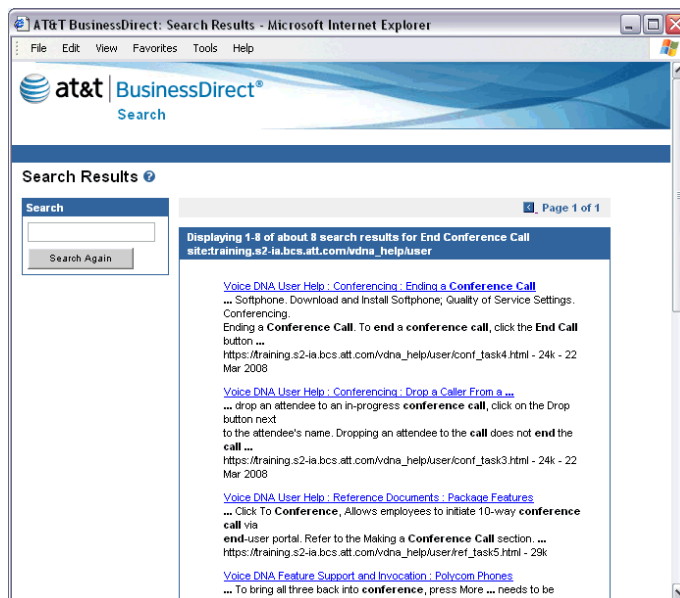 AT&T BusinessDirect: Search Results - Microsoft Internet Explorer
File Edit View Favorites Tools Help
at&t BusinessDirect®
Search
Search Results ?
Search
Search Again
Page 1 of 1
Displaying 1-8 of about 8 search results for End Conference Call
site:training.s2-ia.bcs.att.com/vdna_help/user
Voice DNA User Help : Conferencing : Ending a Conference Call
... Softphone. Download and Install Softphone; Quality of Service Settings.
Conferencing.
Ending a Conference Call. To end a conference call, click the End Call
button ...
https://training.s2-ia.bcs.att.com/vdna_help/user/conf_task4.html - 24k - 22
Mar 2008
Voice DNA User Help : Conferencing : Drop a Caller From a ...
... drop an attendee to an in-progress conference call, click on the Drop
button next
to the attendee's name. Dropping an attendee to the call does not end the
call ...
https://training.s2-ia.bcs.att.com/vdna_help/user/conf_task3.html - 24k - 22
Mar 2008
Voice DNA User Help : Reference Documents : Package Features
... Click To Conference, Allows employees to initiate 10-way conference
call via
end-user portal. Refer to the Making a Conference Call section. ...
https://training.s2-ia.bcs.att.com/vdna_help/user/ref_task5.html - 29k
Voice DNA Feature Support and Invocation : Polycom Phones
... To bring all three back into conference, press More ... needs to be